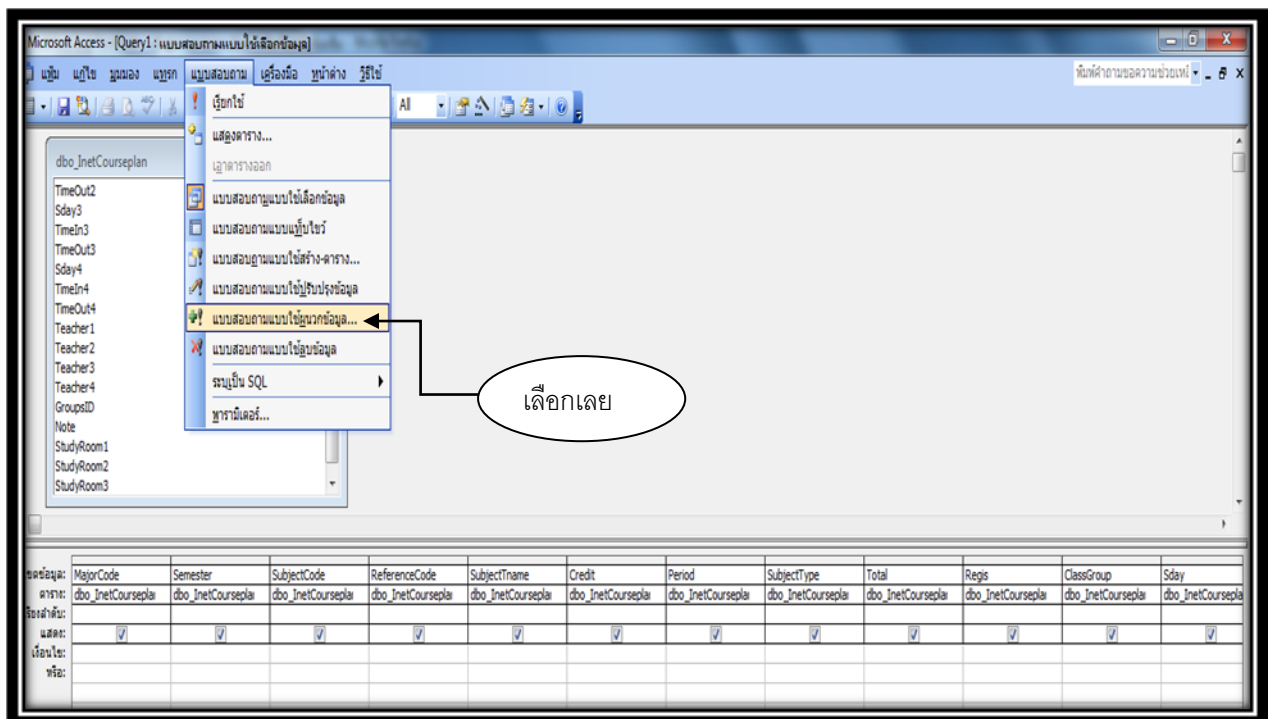 Microsoft Access - [Query1 : แบบสอบถามแบบใช้เลือกข้อมูล]
แฟ้ม แก้ไข มุมมอง แทรก แบบสอบถาม เครื่องมือ หน้าต่าง วิธีใช้ พิมพ์คำถามขอความช่วยเหลื
All
เรียกใช้
แสดงตาราง...
เอาตารางออก
แบบสอบถามแบบใช้เลือกข้อมูล
แบบสอบถามแบบแท็บไขว้
แบบสอบถามแบบใช้สร้าง-ตาราง...
แบบสอบถามแบบใช้ปรับปรุงข้อมูล
แบบสอบถามแบบใช้ผนวกข้อมูล...
แบบสอบถามแบบใช้ลบข้อมูล
ระบุเป็น SQL
พารามิเตอร์...
dbo_InetCourseplan
TimeOut2
Sday3
TimeIn3
TimeOut3
Sday4
TimeIn4
TimeOut4
Teacher1
Teacher2
Teacher3
Teacher4
GroupsID
Note
StudyRoom1
StudyRoom2
StudyRoom3
เลือกเลย
ขตข้อมูล: MajorCode Semester SubjectCode ReferenceCode SubjectTname Credit Period SubjectType Total Regis ClassGroup Sday
ตาราง: dbo_InetCoursepla dbo_InetCoursepla dbo_InetCoursepla dbo_InetCoursepla dbo_InetCoursepla dbo_InetCoursepla dbo_InetCoursepla dbo_InetCoursepla dbo_InetCoursepla dbo_InetCoursepla dbo_InetCoursepla dbo_InetCoursepla
รียงลำดับ:
แสดง:
เงื่อนไข:
หรือ: